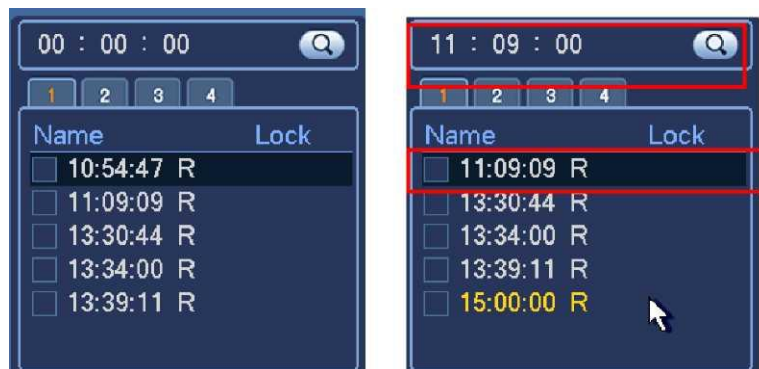 00 : 00 : 00
1 2 3 4
Name Lock
10:54:47 R
11:09:09 R
13:30:44 R
13:34:00 R
13:39:11 R
11 : 09 : 00
1 2 3 4
Name Lock
11:09:09 R
13:30:44 R
13:34:00 R
13:39:11 R
15:00:00 R